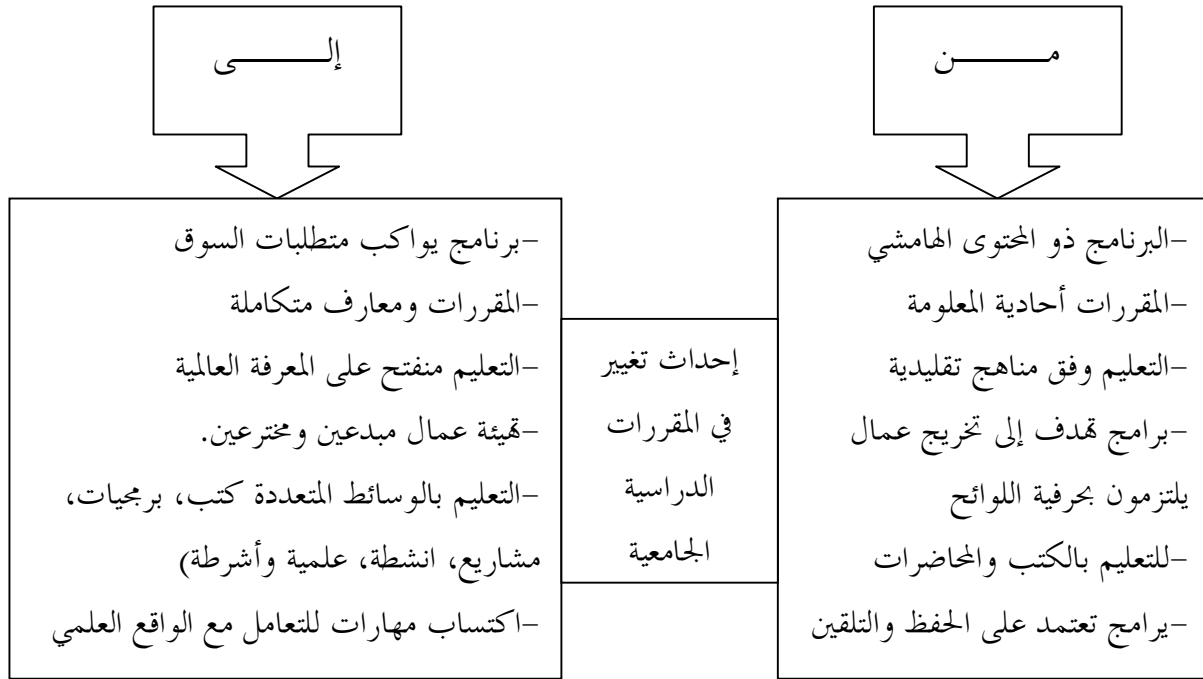 مــــــن
إلــــــى
-البرنامج ذو المحتوى الهامشي
-المقررات أحادية المعلومة
-التعليم وفق مناهج تقليدية
-برامج تهدف إلى تخريج عمال
يلتزمون بحرفية اللوائح
-للتعليم بالكتب والمحاضرات
-يرامج تعتمد على الحفظ والتلقين
إحداث تغيير
في المقررات
الدراسية
الجامعية
-برنامج يواكب متطلبات السوق
-المقررات ومعارف متكاملة
-التعليم منفتح على المعرفة العالمية
-تهيئة عمال مبدعين ومخترعين.
-التعليم بالوسائط المتعددة كتب، برمجيات،
مشاريع، انشطة، علمية وأشرطة)
-اكتساب مهارات للتعامل مع الواقع العلمي